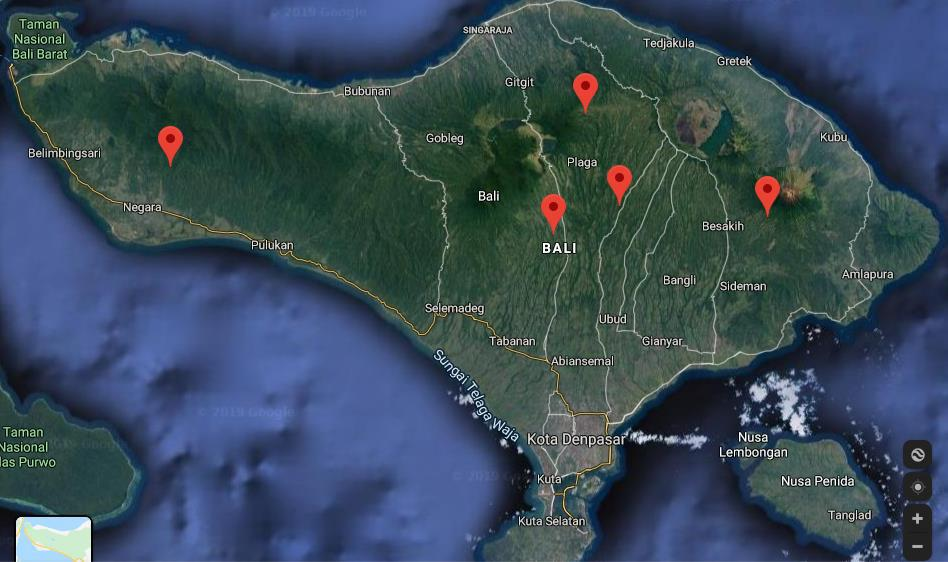 © 2019 Google
Taman
Nasional
Bali Barat
SINGARAJA
Tedjakula
Gretek
Gitgit
Bubunan
Gobleg
Kubu
Belimbingsari
Plaga
Bali
Negara
Besakih
BALI
Pulukan
Amlapura
Bangli
Sideman
Selemadeg
Ubud
Tabanan
Gianyar
Abiansemal
Sungai Telaga Waja
© 2019 Google
Taman
Nasional
las Purwo
Kota Denpasar
Nusa
Lembongan
Kuta
Nusa Penida
Kuta Selatan
Tanglad